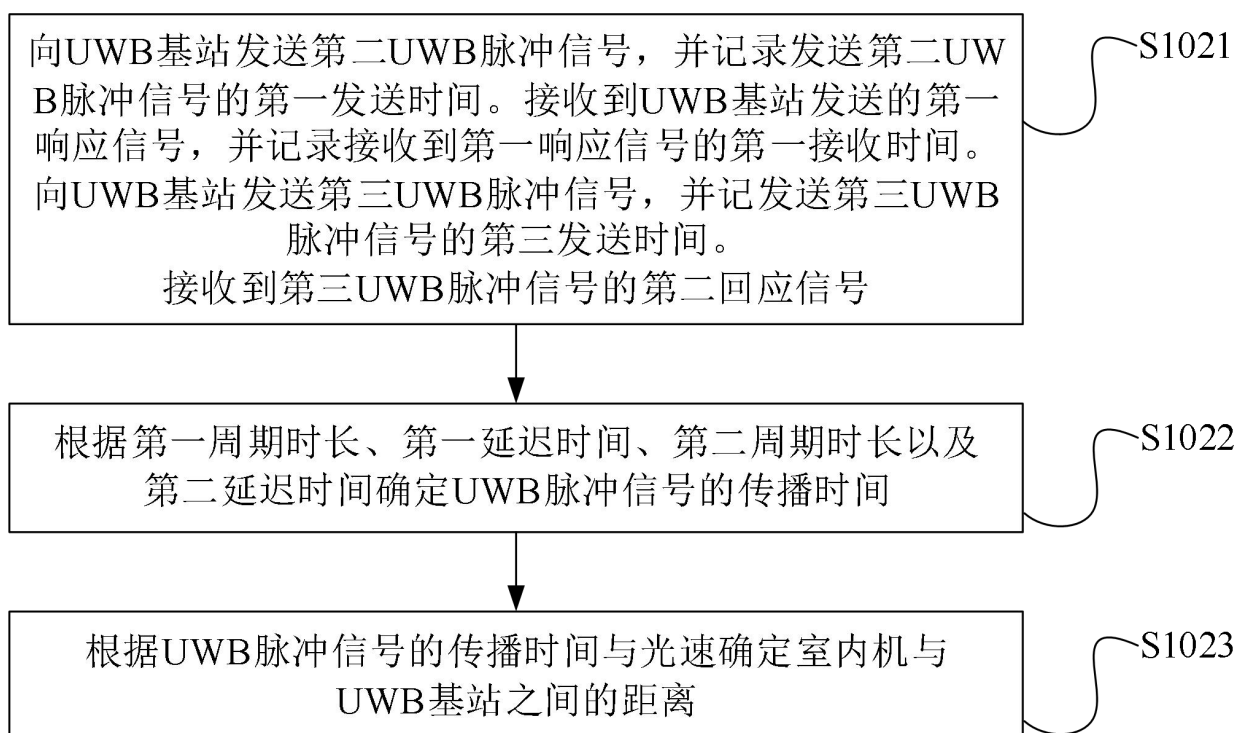 向UWB基站发送第二UWB脉冲信号，并记录发送第二UW
B脉冲信号的第一发送时间。接收到UWB基站发送的第一
响应信号，并记录接收到第一响应信号的第一接收时间。
向UWB基站发送第三UWB脉冲信号，并记发送第三UWB
脉冲信号的第三发送时间。
接收到第三UWB脉冲信号的第二回应信号
S1021
根据第一周期时长、第一延迟时间、第二周期时长以及
第二延迟时间确定UWB脉冲信号的传播时间
S1022
根据UWB脉冲信号的传播时间与光速确定室内机与
UWB基站之间的距离
S1023